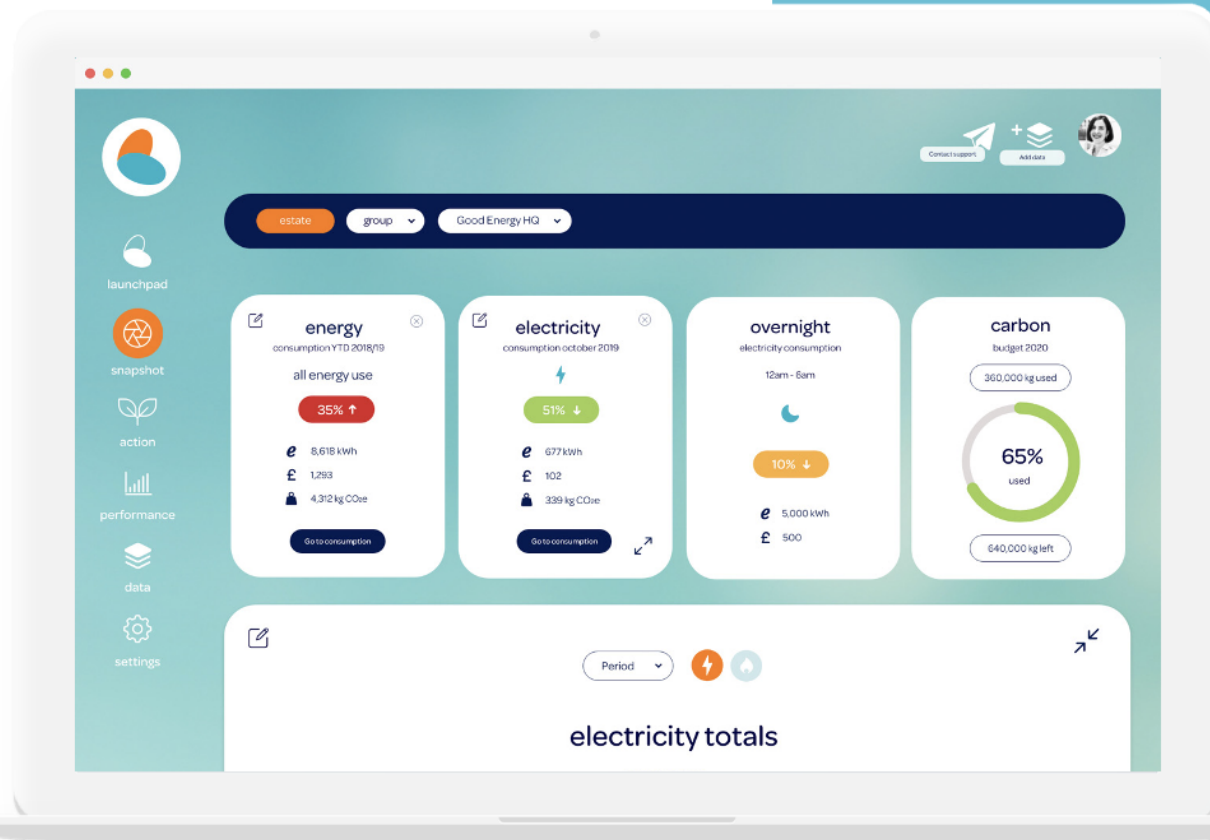 Contact support
Add data
estate
group
Good Energy HQ
launchpad
snapshot
action
performance
data
settings
energy
consumption YTD 2018/19
all energy use
35% ↑
e 8,618 kWh
£ 1,293
4,312 kg CO2e
Go to consumption
electricity
consumption october 2019
51% ↓
e 677 kWh
£ 102
339 kg CO2e
Go to consumption
overnight
electricity consumption
12am - 6am
10% ↓
e 5,000 kWh
£ 500
carbon
budget 2020
360,000 kg used
65%
used
640,000 kg left
Period
electricity totals